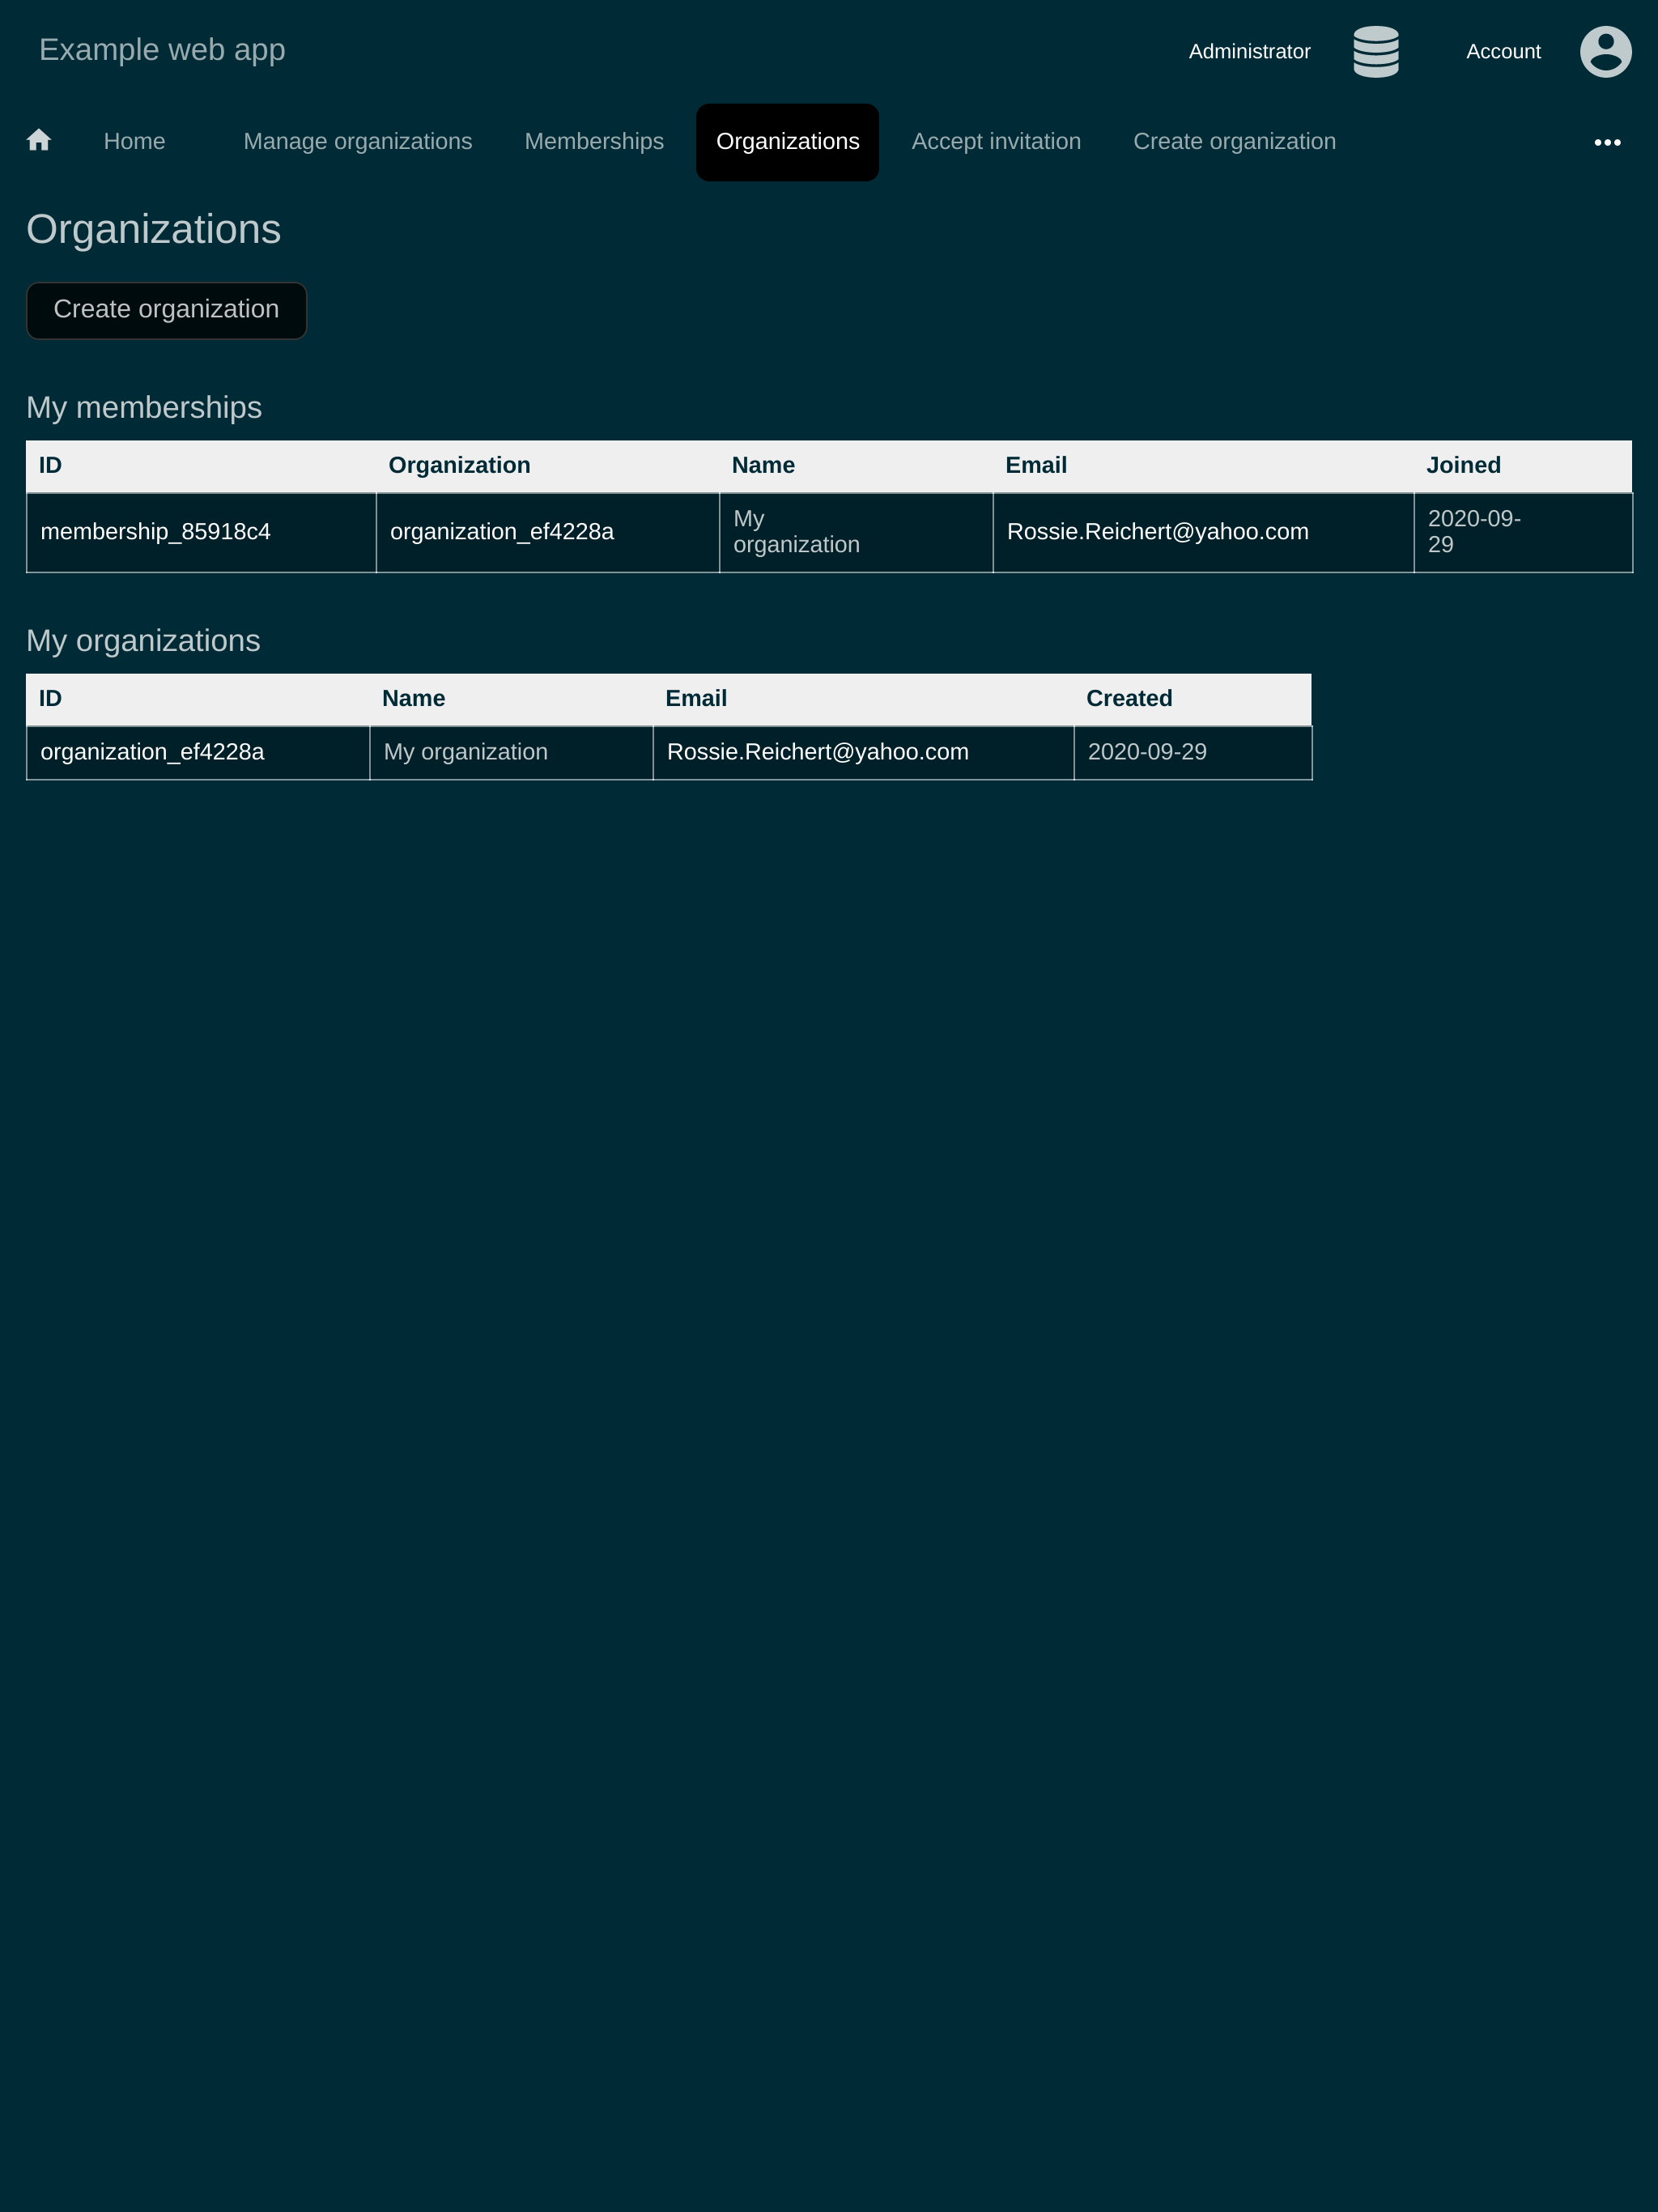 Example web app
Administrator
Account
Home
Manage organizations
Memberships
Organizations
Accept invitation
Create organization
Organizations
Create organization
My memberships
ID Organization Name Email Joined
membership_85918c4 organization_ef4228a My organization Rossie.Reichert@yahoo.com 2020-09-29
My organizations
ID Name Email Created
organization_ef4228a My organization Rossie.Reichert@yahoo.com 2020-09-29